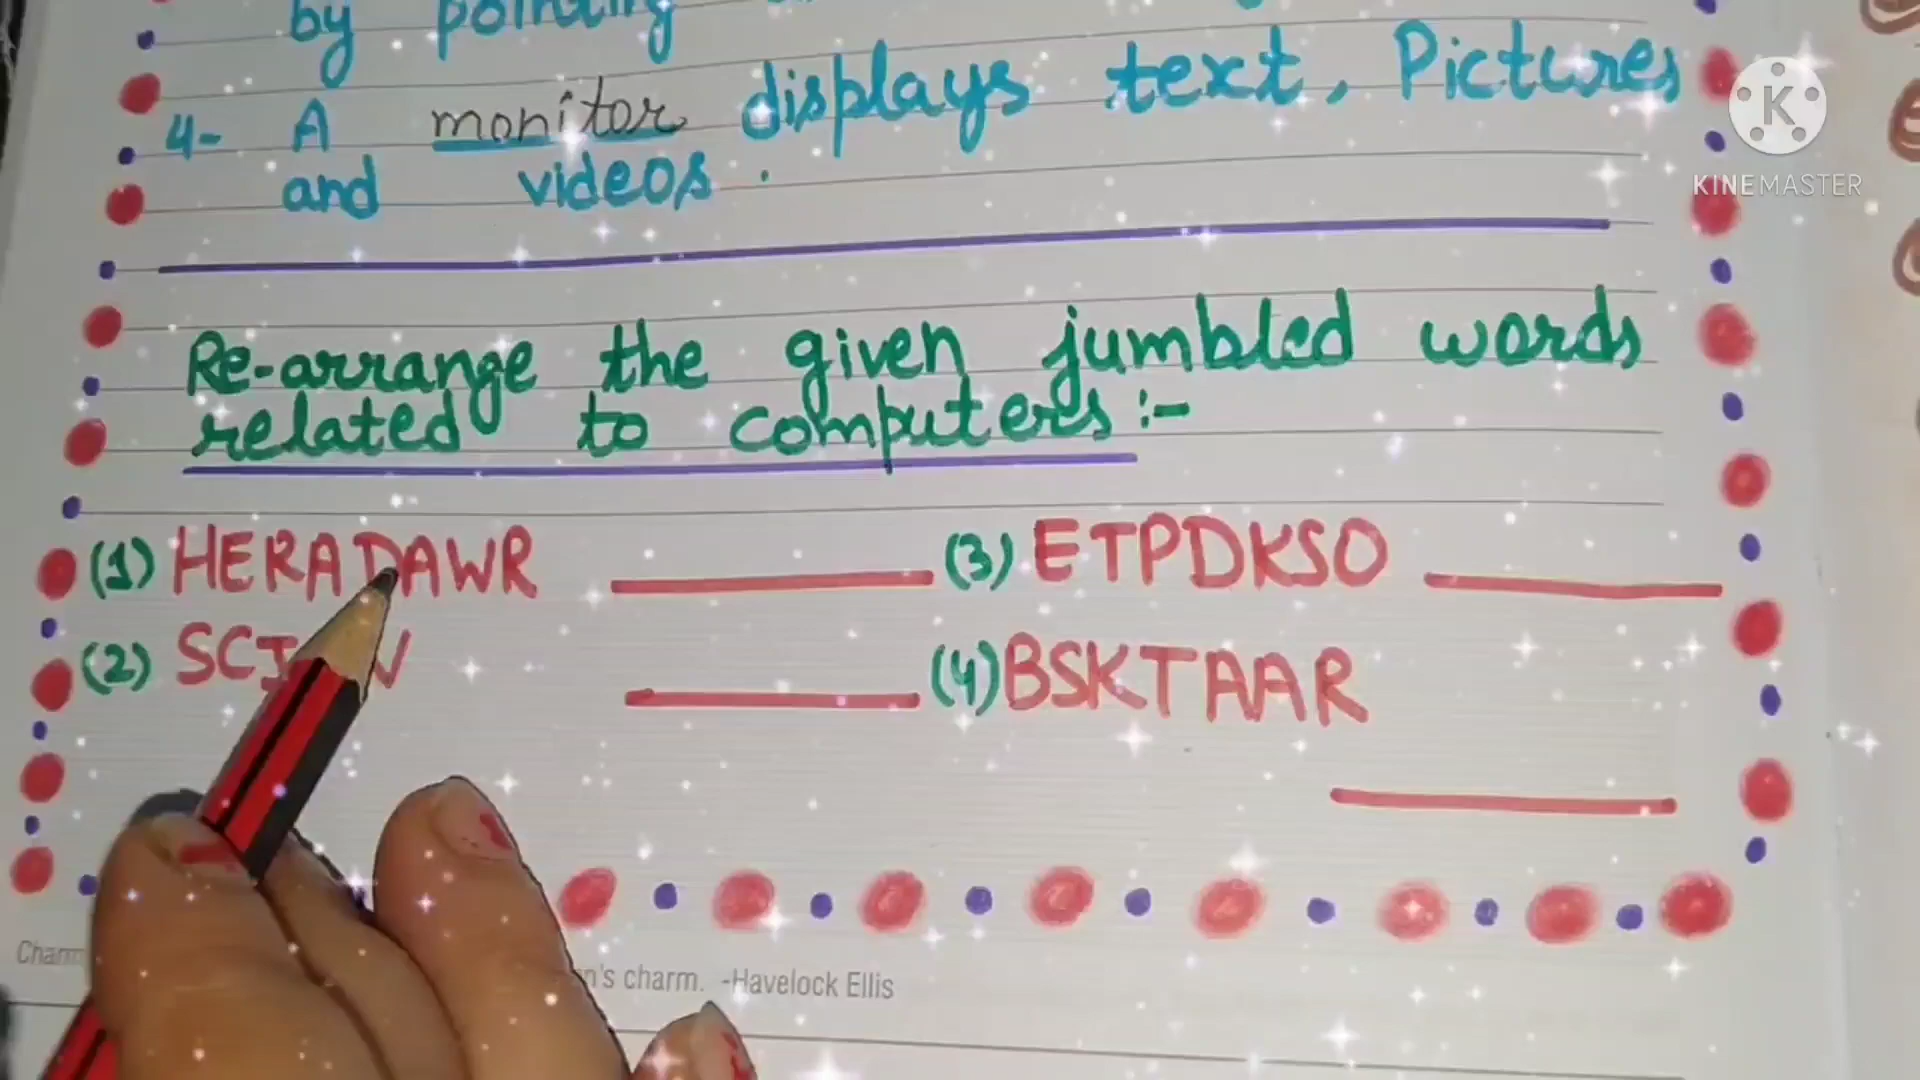 by pointing
4- A monitor displays text, Pictures
and videos.
Re-arrange the given jumbled words
related to computers :-
(1) HERADAWR
(3) ETPDKSO
(2)
(4) BSKTAAR
n's charm. -Havelock Ellis
KINEMASTER